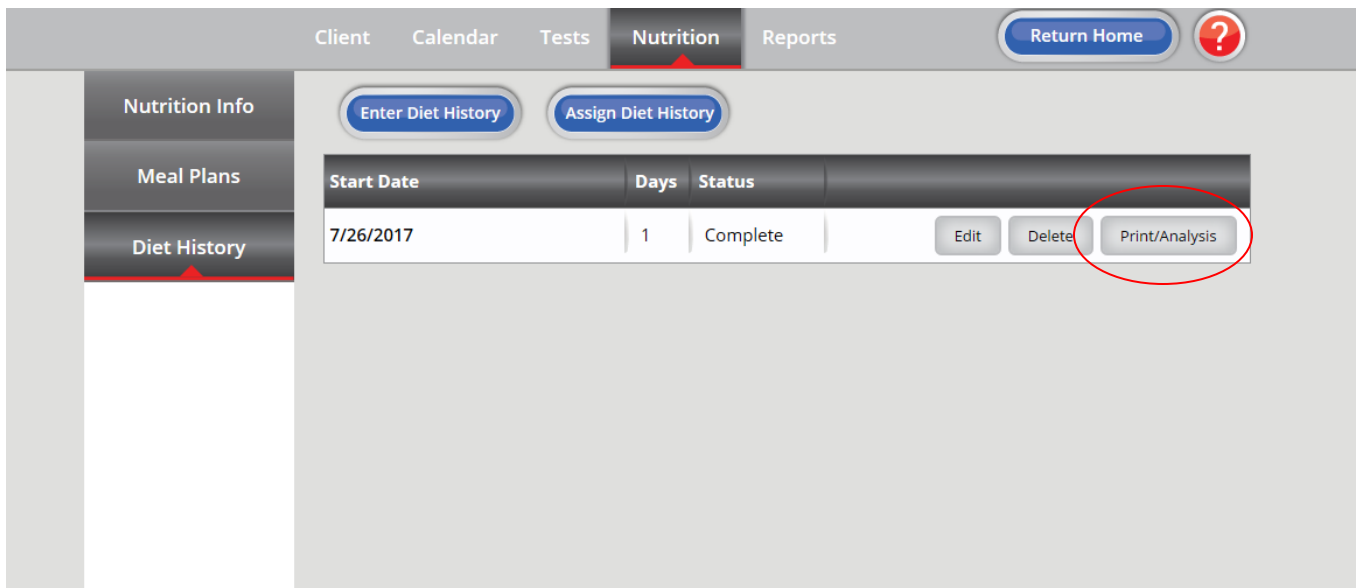 Client Calendar Tests Nutrition Reports Return Home ?
Nutrition Info
Meal Plans
Diet History
Enter Diet History Assign Diet History
Start Date Days Status
7/26/2017 1 Complete Edit Delete Print/Analysis